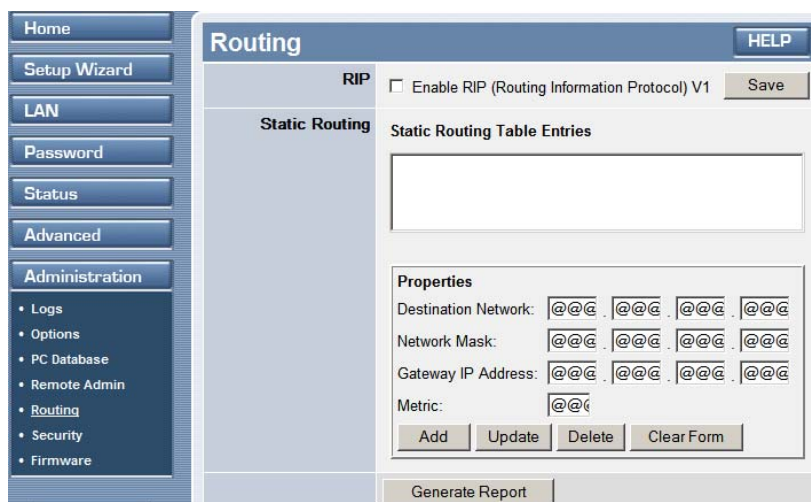 Home
Setup Wizard
LAN
Password
Status
Advanced
Administration
• Logs
• Options
• PC Database
• Remote Admin
• Routing
• Security
• Firmware
Routing
HELP
RIP
Enable RIP (Routing Information Protocol) V1
Save
Static Routing
Static Routing Table Entries
Properties
Destination Network: @@@ . @@@ . @@@ . @@@
Network Mask: @@@ . @@@ . @@@ . @@@
Gateway IP Address: @@@ . @@@ . @@@ . @@@
Metric: @@@
Add Update Delete Clear Form
Generate Report